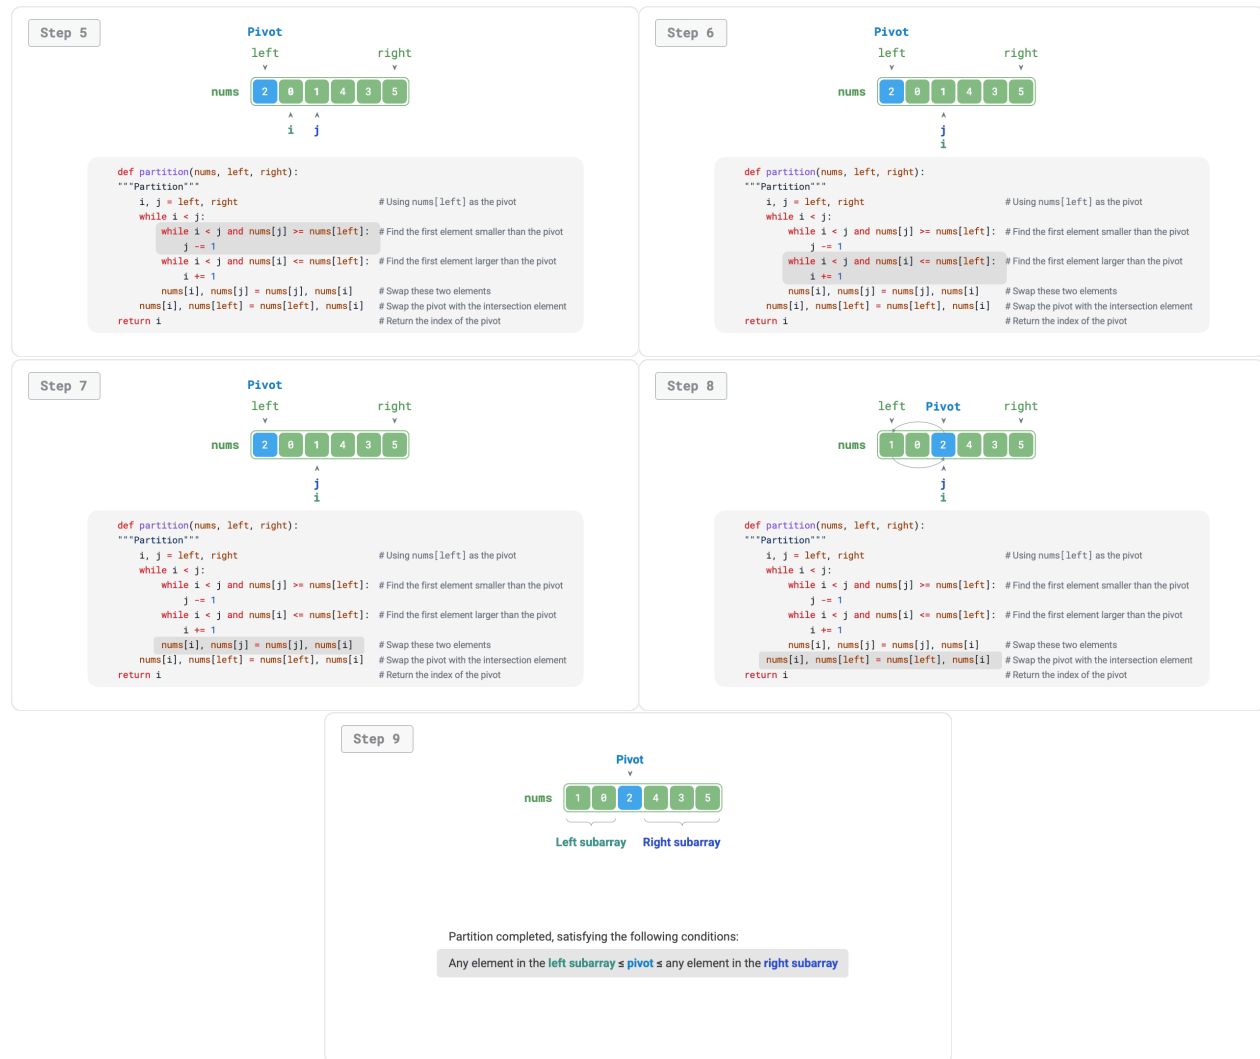 Step 5
Pivot
left right
nums 2 0 1 4 3 5
i j
def partition(nums, left, right):
"""Partition"""
i, j = left, right # Using nums[left] as the pivot
while i < j:
while i < j and nums[j] >= nums[left]: # Find the first element smaller than the pivot
j -= 1
while i < j and nums[i] <= nums[left]: # Find the first element larger than the pivot
i += 1
nums[i], nums[j] = nums[j], nums[i] # Swap these two elements
nums[i], nums[left] = nums[left], nums[i] # Swap the pivot with the intersection element
return i # Return the index of the pivot
Step 6
Pivot
left right
nums 2 0 1 4 3 5
j
i
def partition(nums, left, right):
"""Partition"""
i, j = left, right # Using nums[left] as the pivot
while i < j:
while i < j and nums[j] >= nums[left]: # Find the first element smaller than the pivot
j -= 1
while i < j and nums[i] <= nums[left]: # Find the first element larger than the pivot
i += 1
nums[i], nums[j] = nums[j], nums[i] # Swap these two elements
nums[i], nums[left] = nums[left], nums[i] # Swap the pivot with the intersection element
return i # Return the index of the pivot
Step 7
Pivot
left right
nums 2 0 1 4 3 5
j
i
def partition(nums, left, right):
"""Partition"""
i, j = left, right # Using nums[left] as the pivot
while i < j:
while i < j and nums[j] >= nums[left]: # Find the first element smaller than the pivot
j -= 1
while i < j and nums[i] <= nums[left]: # Find the first element larger than the pivot
i += 1
nums[i], nums[j] = nums[j], nums[i] # Swap these two elements
nums[i], nums[left] = nums[left], nums[i] # Swap the pivot with the intersection element
return i # Return the index of the pivot
Step 8
left Pivot right
nums 1 0 2 4 3 5
j
i
def partition(nums, left, right):
"""Partition"""
i, j = left, right # Using nums[left] as the pivot
while i < j:
while i < j and nums[j] >= nums[left]: # Find the first element smaller than the pivot
j -= 1
while i < j and nums[i] <= nums[left]: # Find the first element larger than the pivot
i += 1
nums[i], nums[j] = nums[j], nums[i] # Swap these two elements
nums[i], nums[left] = nums[left], nums[i] # Swap the pivot with the intersection element
return i # Return the index of the pivot
Step 9
Pivot
nums 1 0 2 4 3 5
Left subarray Right subarray
Partition completed, satisfying the following conditions:
Any element in the left subarray ≤ pivot ≤ any element in the right subarray